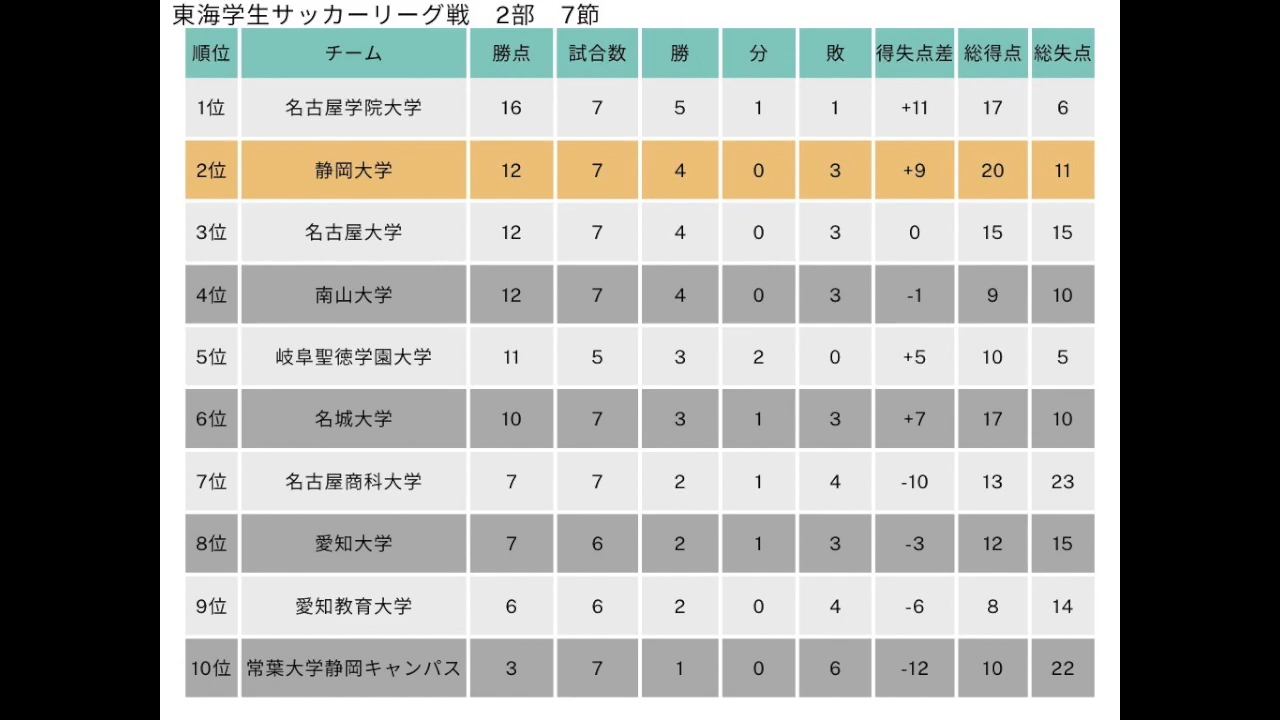 東海学生サッカーリーグ戦　2部　7節
順位 チーム 勝点 試合数 勝 分 敗 得失点差 総得点 総失点
1位 名古屋学院大学 16 7 5 1 1 +11 17 6
2位 静岡大学 12 7 4 0 3 +9 20 11
3位 名古屋大学 12 7 4 0 3 0 15 15
4位 南山大学 12 7 4 0 3 -1 9 10
5位 岐阜聖徳学園大学 11 5 3 2 0 +5 10 5
6位 名城大学 10 7 3 1 3 +7 17 10
7位 名古屋商科大学 7 7 2 1 4 -10 13 23
8位 愛知大学 7 6 2 1 3 -3 12 15
9位 愛知教育大学 6 6 2 0 4 -6 8 14
10位 常葉大学静岡キャンパス 3 7 1 0 6 -12 10 22